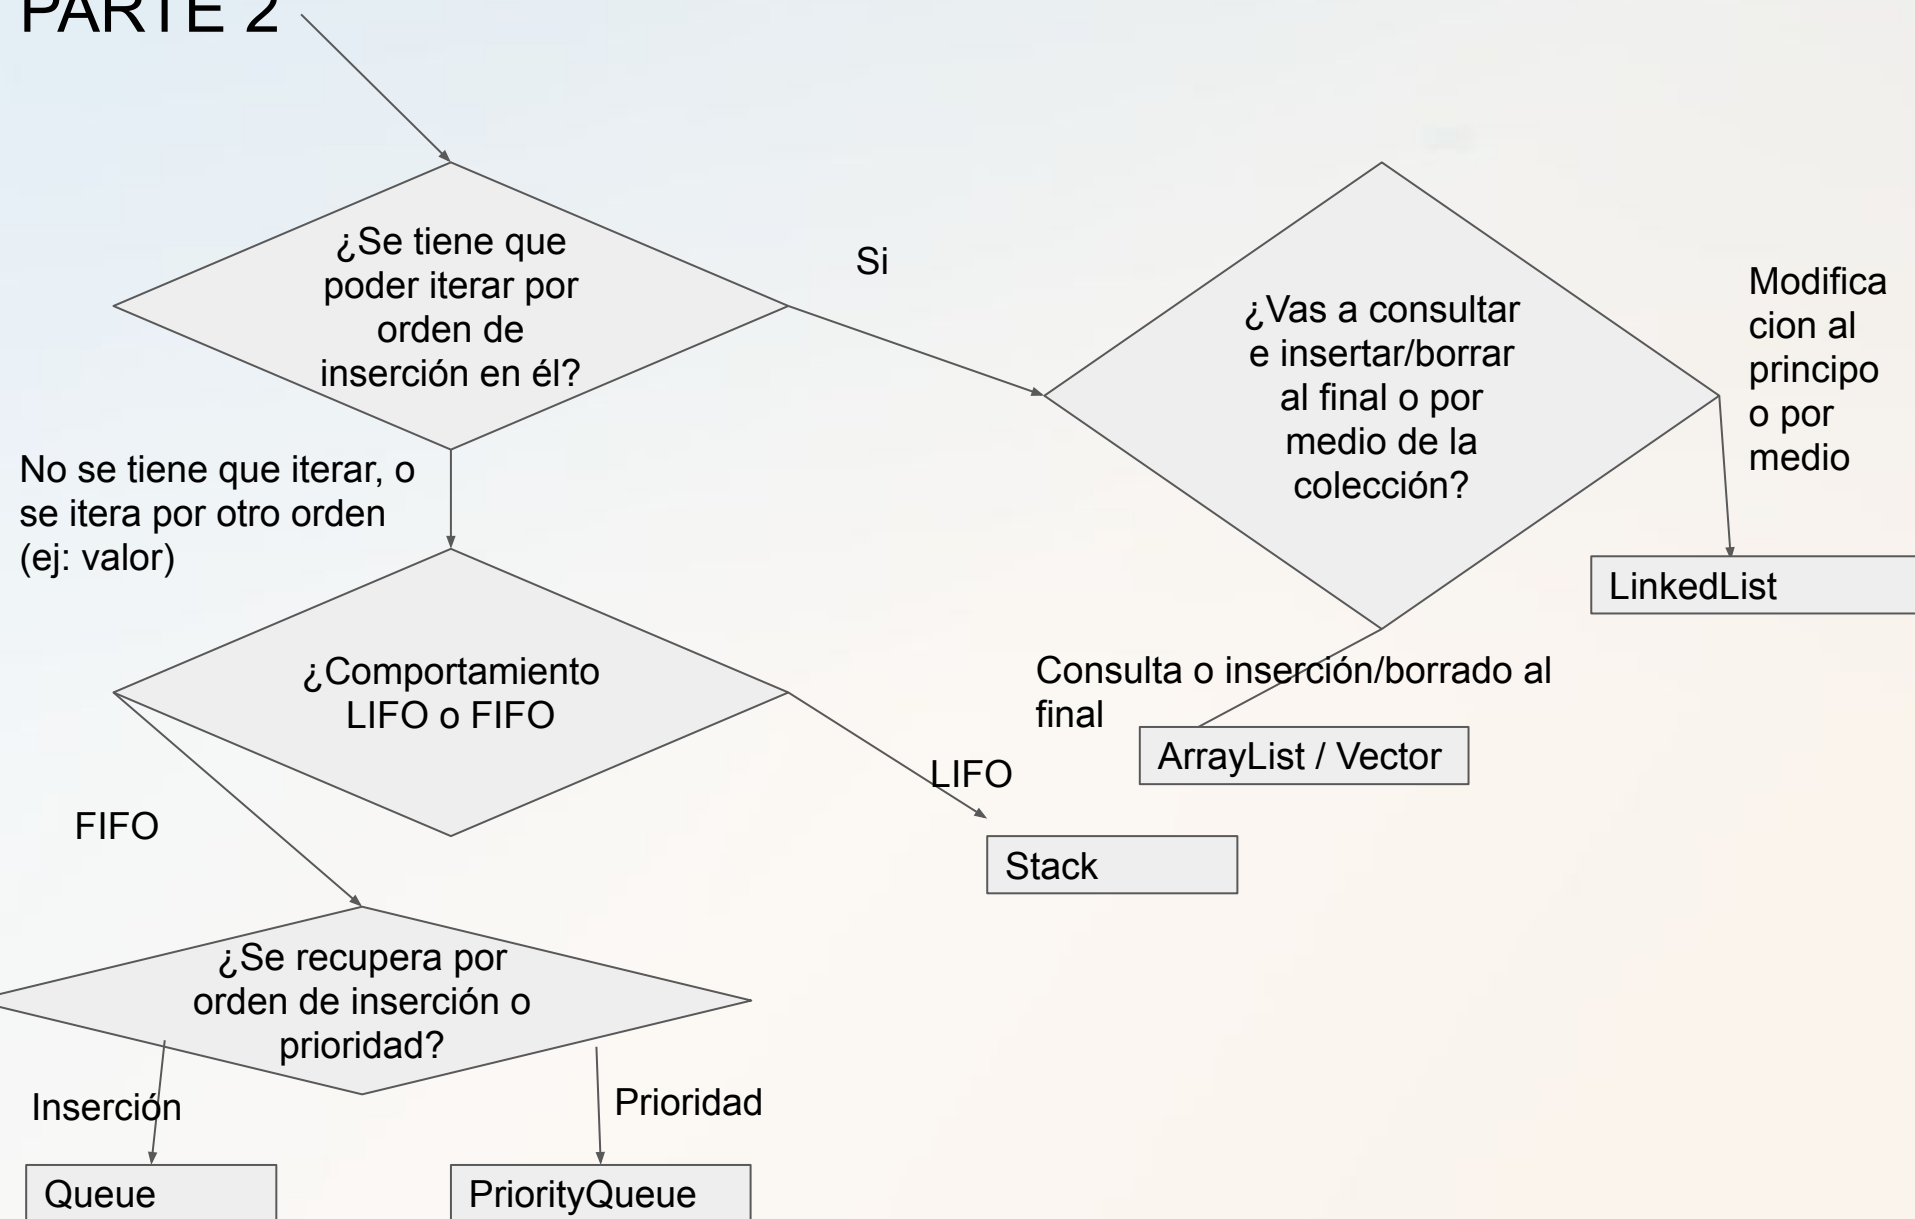 PARTE 2
¿Se tiene que
poder iterar por
orden de
inserción en él?
Si
¿Vas a consultar
e insertar/borrar
al final o por
medio de la
colección?
Modifica
cion al
principo
o por
medio
No se tiene que iterar, o
se itera por otro orden
(ej: valor)
LinkedList
¿Comportamiento
LIFO o FIFO
Consulta o inserción/borrado al
final
ArrayList / Vector
LIFO
FIFO
Stack
¿Se recupera por
orden de inserción o
prioridad?
Inserción
Prioridad
Queue
PriorityQueue